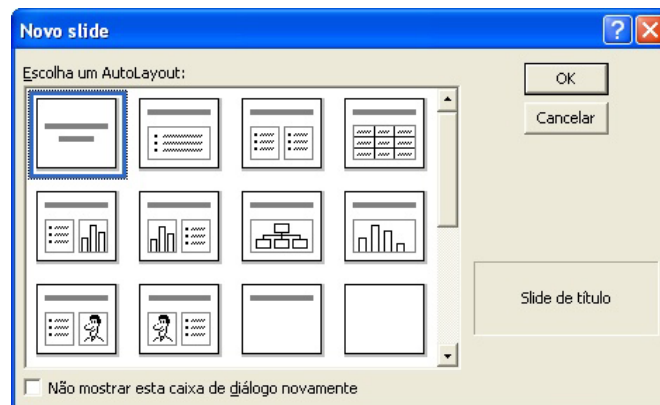 Novo slide
Escolha um AutoLayout:
OK
Cancelar
Slide de título
Não mostrar esta caixa de diálogo novamente